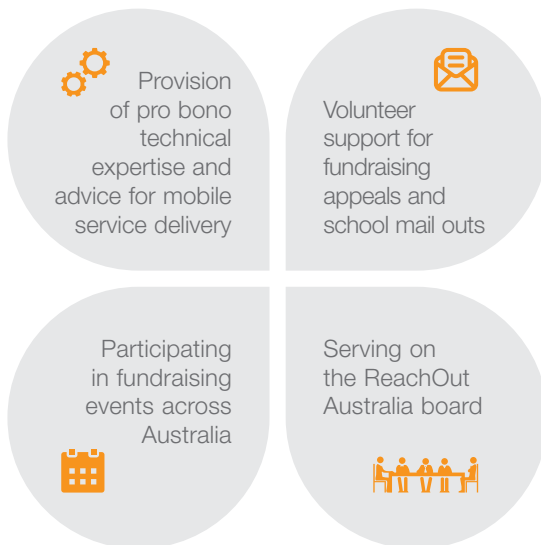 Provision
of pro bono
technical
expertise and
advice for mobile
service delivery
Volunteer
support for
fundraising
appeals and
school mail outs
Participating
in fundraising
events across
Australia
Serving on
the ReachOut
Australia board